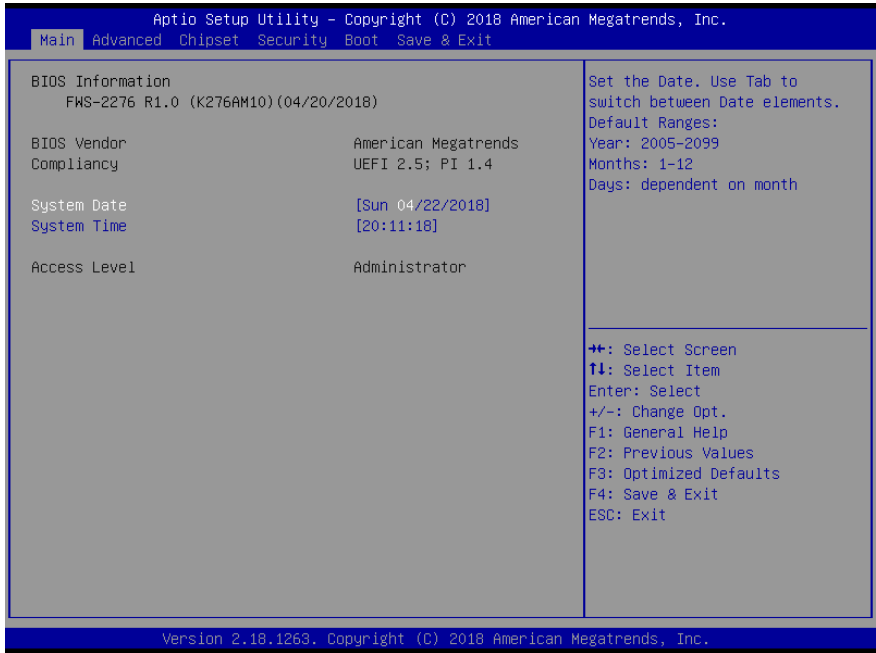 Aptio Setup Utility – Copyright (C) 2018 American Megatrends, Inc.
Main Advanced Chipset Security Boot Save & Exit
BIOS Information
FWS-2276 R1.0 (K276AM10)(04/20/2018)
BIOS Vendor American Megatrends
Compliancy UEFI 2.5; PI 1.4
System Date [Sun 04/22/2018]
System Time [20:11:18]
Access Level Administrator
Set the Date. Use Tab to
switch between Date elements.
Default Ranges:
Year: 2005-2099
Months: 1-12
Days: dependent on month
→←: Select Screen
↑↓: Select Item
Enter: Select
+/-: Change Opt.
F1: General Help
F2: Previous Values
F3: Optimized Defaults
F4: Save & Exit
ESC: Exit
Version 2.18.1263. Copyright (C) 2018 American Megatrends, Inc.